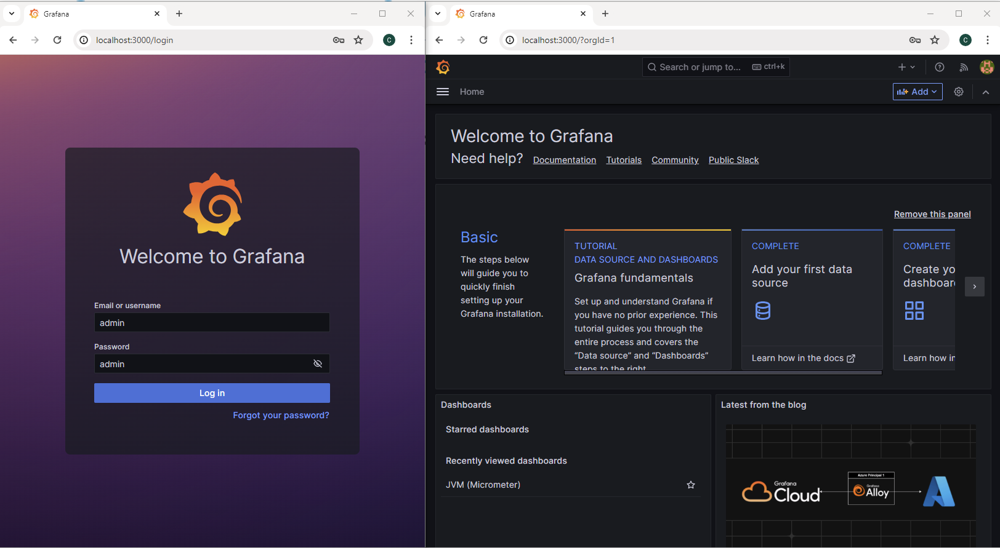 Grafana
localhost:3000/login
C
Welcome to Grafana
Email or username
admin
Password
admin
Log in
Forgot your password?
Grafana
localhost:3000/?orgId=1
C
Search or jump to...
ctrl+k
Home
Add
Welcome to Grafana
Need help? Documentation Tutorials Community Public Slack
Remove this panel
Basic
The steps below
will guide you to
quickly finish
setting up your
Grafana installation.
TUTORIAL
DATA SOURCE AND DASHBOARDS
Grafana fundamentals
Set up and understand Grafana if
you have no prior experience. This
tutorial guides you through the
entire process and covers the
“Data source” and “Dashboards”
steps to the right.
COMPLETE
Add your first data
source
Learn how in the docs
COMPLETE
Create yo
dashboar
Learn how in
Dashboards
Starred dashboards
Recently viewed dashboards
JVM (Micrometer)
Latest from the blog
Grafana
Cloud
Azure Principal 1
Grafana
Alloy